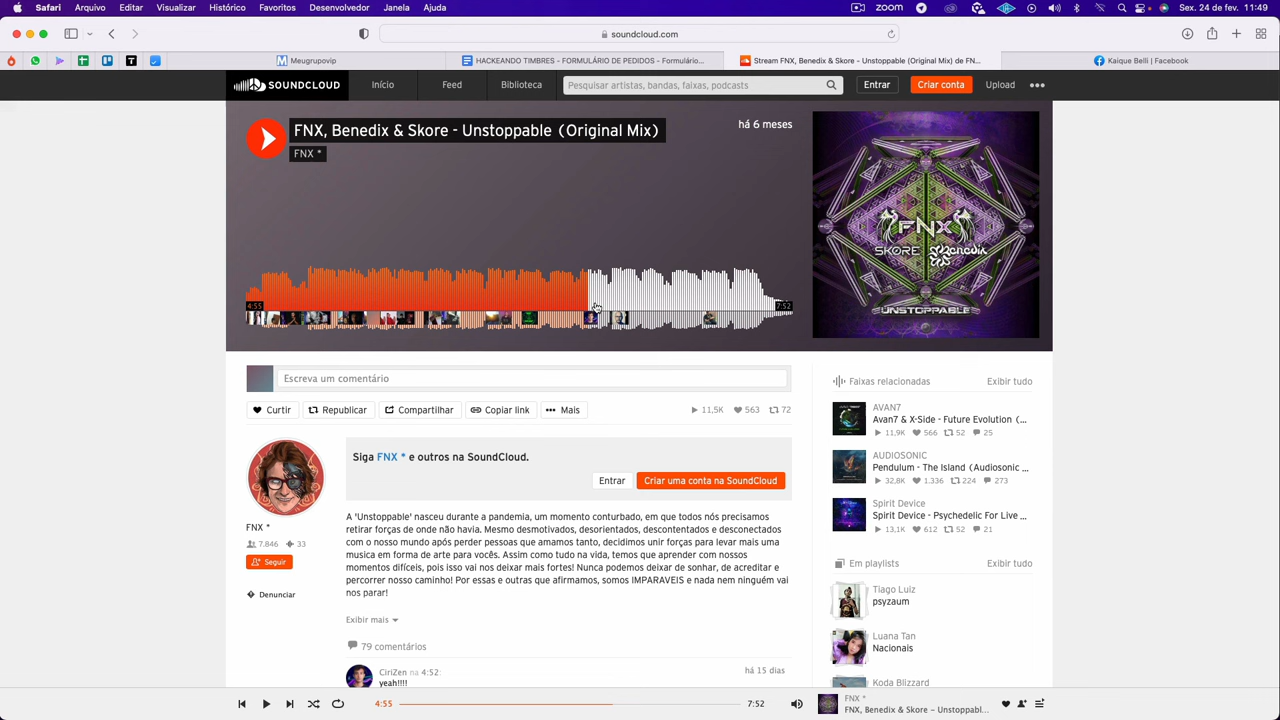 Safari Arquivo Editar Visualizar Histórico Favoritos Desenvolvedor Janela Ajuda
ZOOM
Sex. 24 de fev. 11:49
soundcloud.com
Meugrupovip
HACKEANDO TIMBRES - FORMULÁRIO DE PEDIDOS - Formulário...
Stream FNX, Benedix & Skore - Unstoppable (Original Mix) de FN...
Kaique Belli | Facebook
SOUNDCLOUD
Início
Feed
Biblioteca
Pesquisar artistas, bandas, faixas, podcasts
Entrar
Criar conta
Upload
FNX, Benedix & Skore - Unstoppable (Original Mix)
FNX *
há 6 meses
FNX
SKORE Benedix
UNSTOPPABLE
4:55
7:52
Escreva um comentário
Curtir
Republicar
Compartilhar
Copiar link
Mais
11,5K
563
72
Siga FNX * e outros na SoundCloud.
Entrar
Criar uma conta na SoundCloud
FNX *
7.846
33
Seguir
Denunciar
A 'Unstoppable' nasceu durante a pandemia, um momento conturbado, em que todos nós precisamos
retirar forças de onde não havia. Mesmo desmotivados, desorientados, descontentados e desconectados
com o nosso mundo após perder pessoas que amamos tanto, decidimos unir forças para levar mais uma
musica em forma de arte para vocês. Assim como tudo na vida, temos que aprender com nossos
momentos difíceis, pois isso vai nos deixar mais fortes! Nunca podemos deixar de sonhar, de acreditar e
percorrer nosso caminho! Por essas e outras que afirmamos, somos IMPARAVEIS e nada nem ninguém vai
nos parar!
Exibir mais
79 comentários
CiriZen na 4:52:
yeah!!!!
há 15 dias
Faixas relacionadas
Exibir tudo
AVAN7
Avan7 & X-Side - Future Evolution (...
11,9K 566 52 25
AUDIOSONIC
Pendulum - The Island (Audiosonic ...
32,8K 1.336 224 273
Spirit Device
Spirit Device - Psychedelic For Live ...
13,1K 612 52 21
Em playlists
Exibir tudo
Tiago Luiz
psyzaum
Luana Tan
Nacionais
Koda Blizzard
4:55
7:52
FNX *
FNX, Benedix & Skore – Unstoppabl...